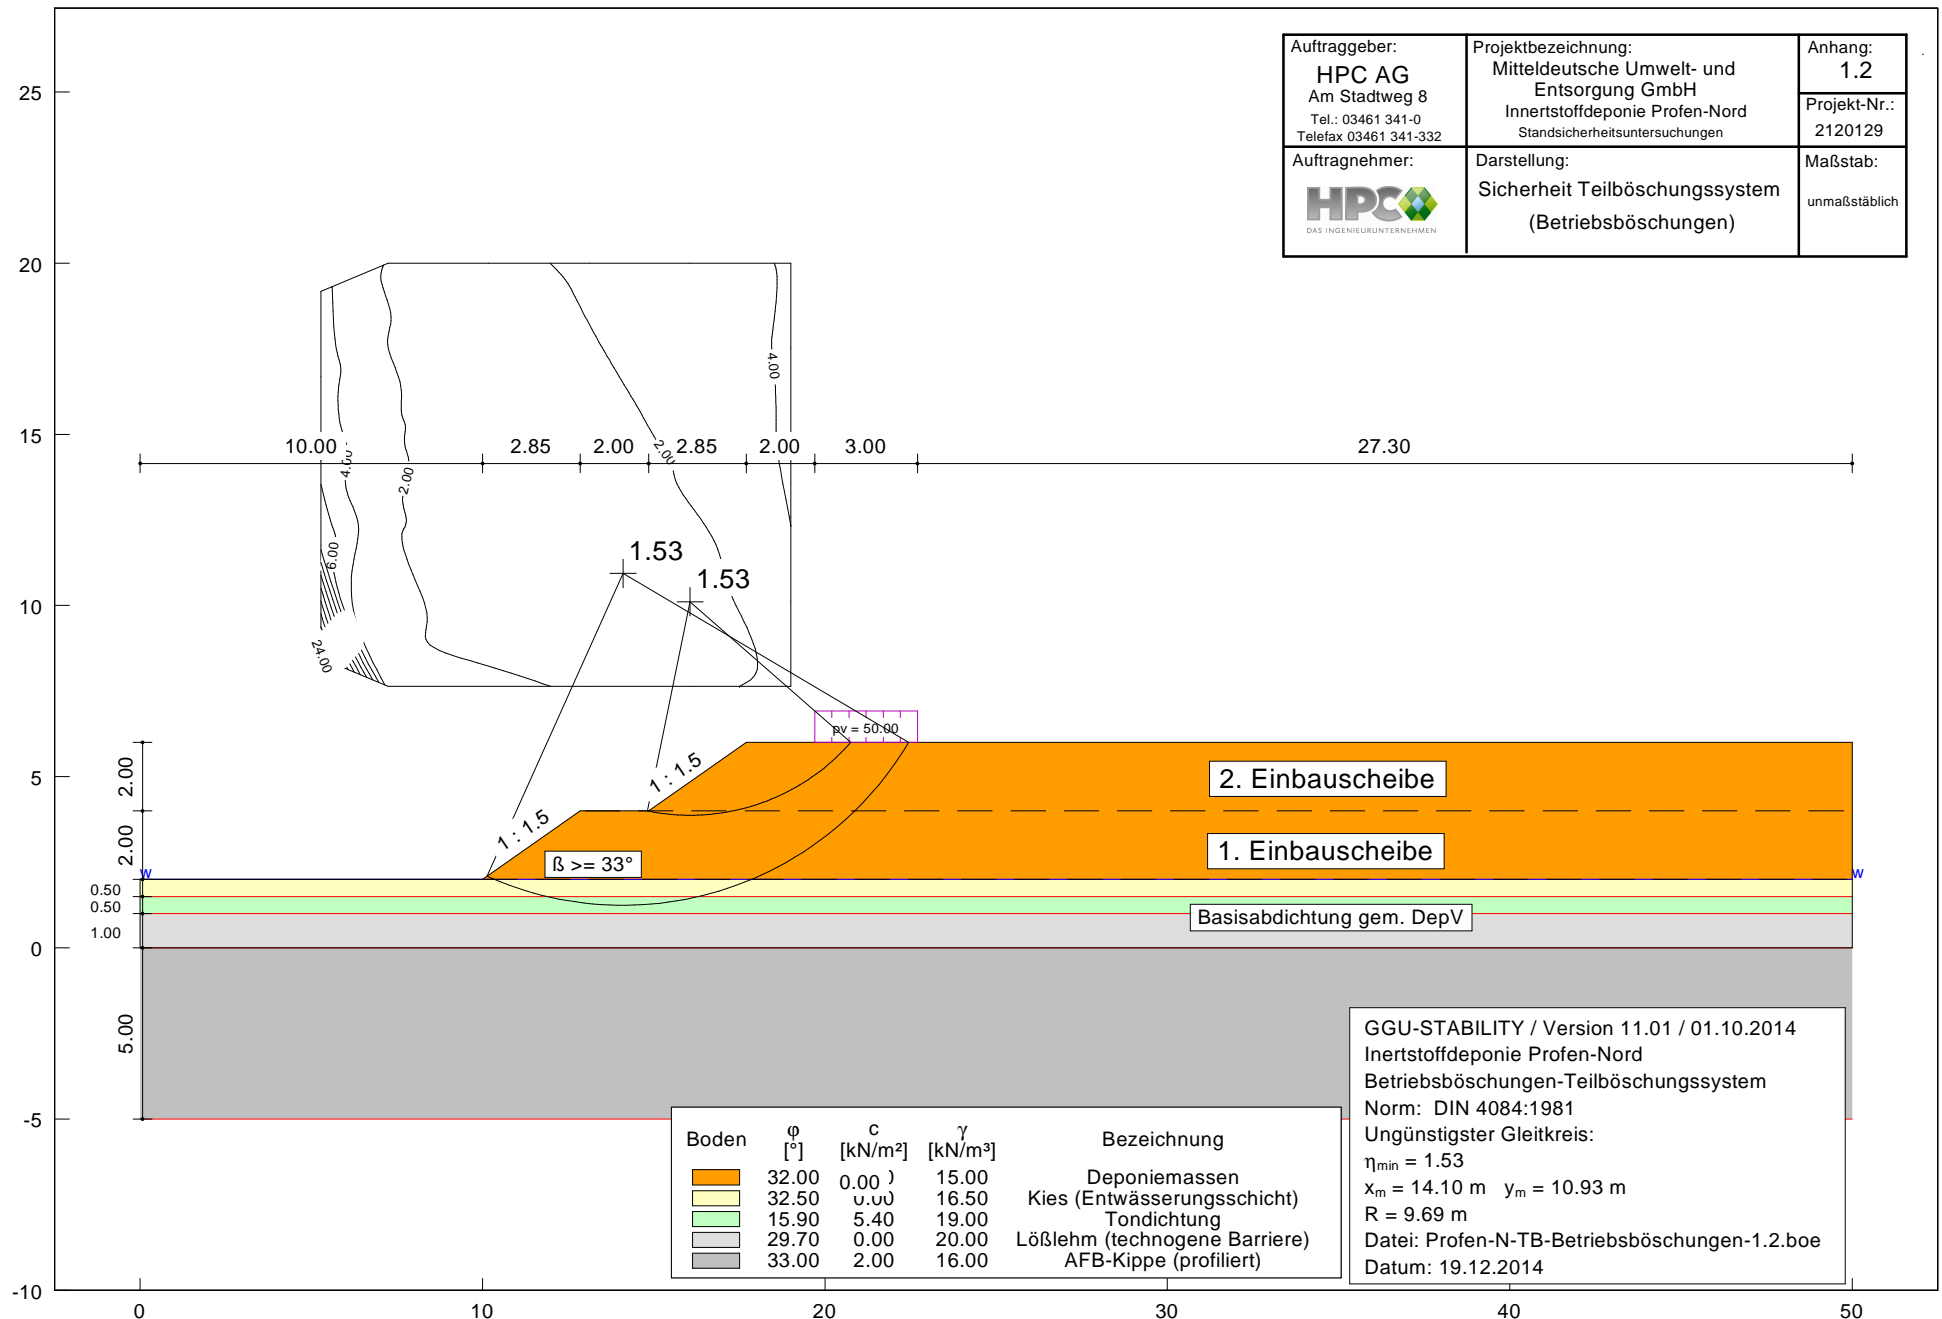 Auftraggeber:
HPC AG
Am Stadtweg 8
Tel.: 03461 341-0
Telefax 03461 341-332
Projektbezeichnung:
Mitteldeutsche Umwelt- und
Entsorgung GmbH
Innertstoffdeponie Profen-Nord
Standsicherheitsuntersuchungen
Anhang:
1.2
Projekt-Nr.:
2120129
Auftragnehmer:
HPC
DAS INGENIEURUNTERNEHMEN
Darstellung:
Sicherheit Teilböschungssystem
(Betriebsböschungen)
Maßstab:
unmaßstäblich
25
20
15
10
5
0
-5
-10
4.00
10.00
2.85
2.00
2.85
2.00
3.00
27.30
4.00
2.00
2.00
6.00
24.00
1.53
1.53
pv = 50.00
1 : 1.5
1 : 1.5
ß >= 33°
2. Einbauscheibe
1. Einbauscheibe
Basisabdichtung gem. DepV
2.00
2.00
0.50
0.50
1.00
5.00
w
w
Boden φ [°] c [kN/m²] γ [kN/m³] Bezeichnung
32.00 0.00 15.00 Deponiemassen
32.50 0.00 16.50 Kies (Entwässerungsschicht)
15.90 5.40 19.00 Tondichtung
29.70 0.00 20.00 Lößlehm (technogene Barriere)
33.00 2.00 16.00 AFB-Kippe (profiliert)
GGU-STABILITY / Version 11.01 / 01.10.2014
Inertstoffdeponie Profen-Nord
Betriebsböschungen-Teilböschungssystem
Norm: DIN 4084:1981
Ungünstigster Gleitkreis:
ηmin = 1.53
xm = 14.10 m ym = 10.93 m
R = 9.69 m
Datei: Profen-N-TB-Betriebsböschungen-1.2.boe
Datum: 19.12.2014
0
10
20
30
40
50